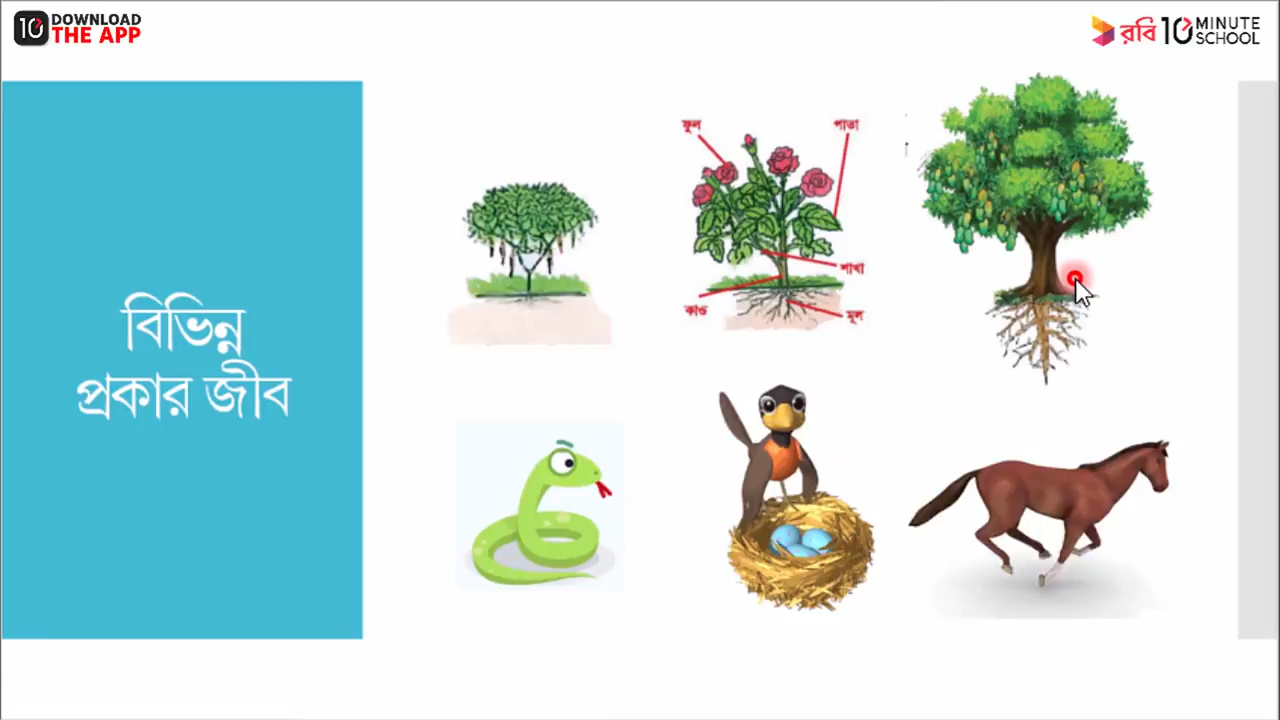 10 DOWNLOAD
THE APP
রবি 10 MINUTE
SCHOOL
বিভিন্ন
প্রকার জীব
ফুল
পাতা
শাখা
কান্ড
মূল